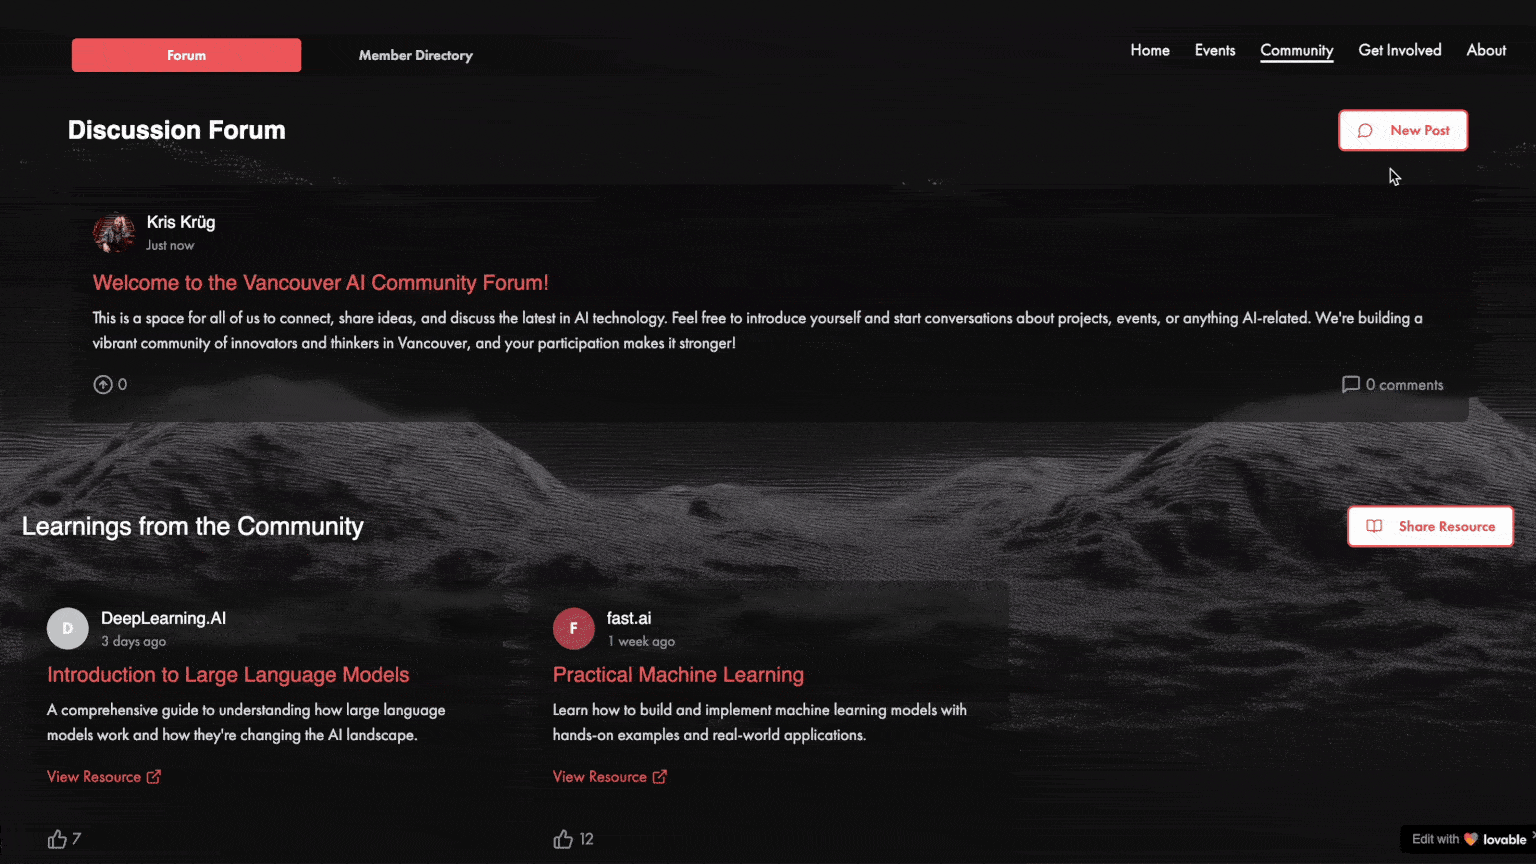 Forum
Member Directory
Home
Events
Community
Get Involved
About
Discussion Forum
New Post
Kris Krüg
Just now
Welcome to the Vancouver AI Community Forum!
This is a space for all of us to connect, share ideas, and discuss the latest in AI technology. Feel free to introduce yourself and start conversations about projects, events, or anything AI-related. We're building a
vibrant community of innovators and thinkers in Vancouver, and your participation makes it stronger!
0
0 comments
Learnings from the Community
Share Resource
D
DeepLearning.AI
3 days ago
Introduction to Large Language Models
A comprehensive guide to understanding how large language
models work and how they're changing the AI landscape.
View Resource
7
F
fast.ai
1 week ago
Practical Machine Learning
Learn how to build and implement machine learning models with
hands-on examples and real-world applications.
View Resource
12
Edit with lovable